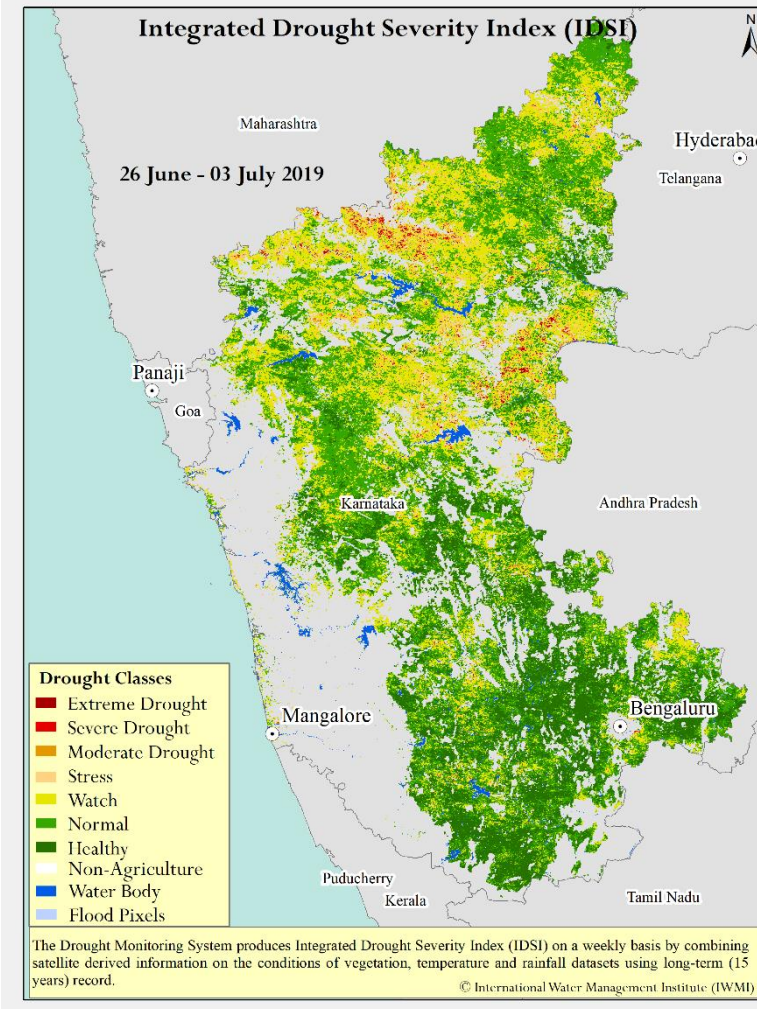 Integrated Drought Severity Index (IDSI)
N
Maharashtra
Hyderabad
26 June - 03 July 2019
Telangana
Panaji
Goa
Karnataka
Andhra Pradesh
Drought Classes
Extreme Drought
Severe Drought
Moderate Drought
Stress
Watch
Normal
Healthy
Non-Agriculture
Water Body
Flood Pixels
Mangalore
Bengaluru
Puducherry
Kerala
Tamil Nadu
The Drought Monitoring System produces Integrated Drought Severity Index (IDSI) on a weekly basis by combining
satellite derived information on the conditions of vegetation, temperature and rainfall datasets using long-term (15
years) record.
© International Water Management Institute (IWMI)